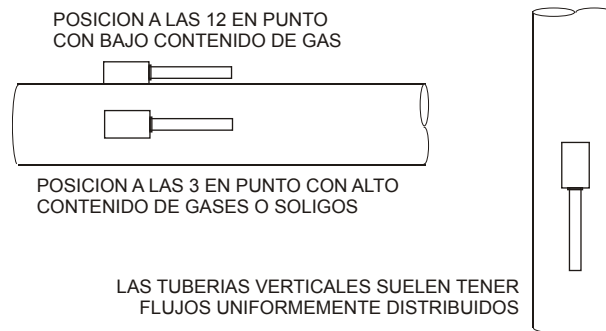 POSICION A LAS 12 EN PUNTO
CON BAJO CONTENIDO DE GAS
POSICION A LAS 3 EN PUNTO CON ALTO
CONTENIDO DE GASES O SOLIGOS
LAS TUBERIAS VERTICALES SUELEN TENER
FLUJOS UNIFORMEMENTE DISTRIBUIDOS